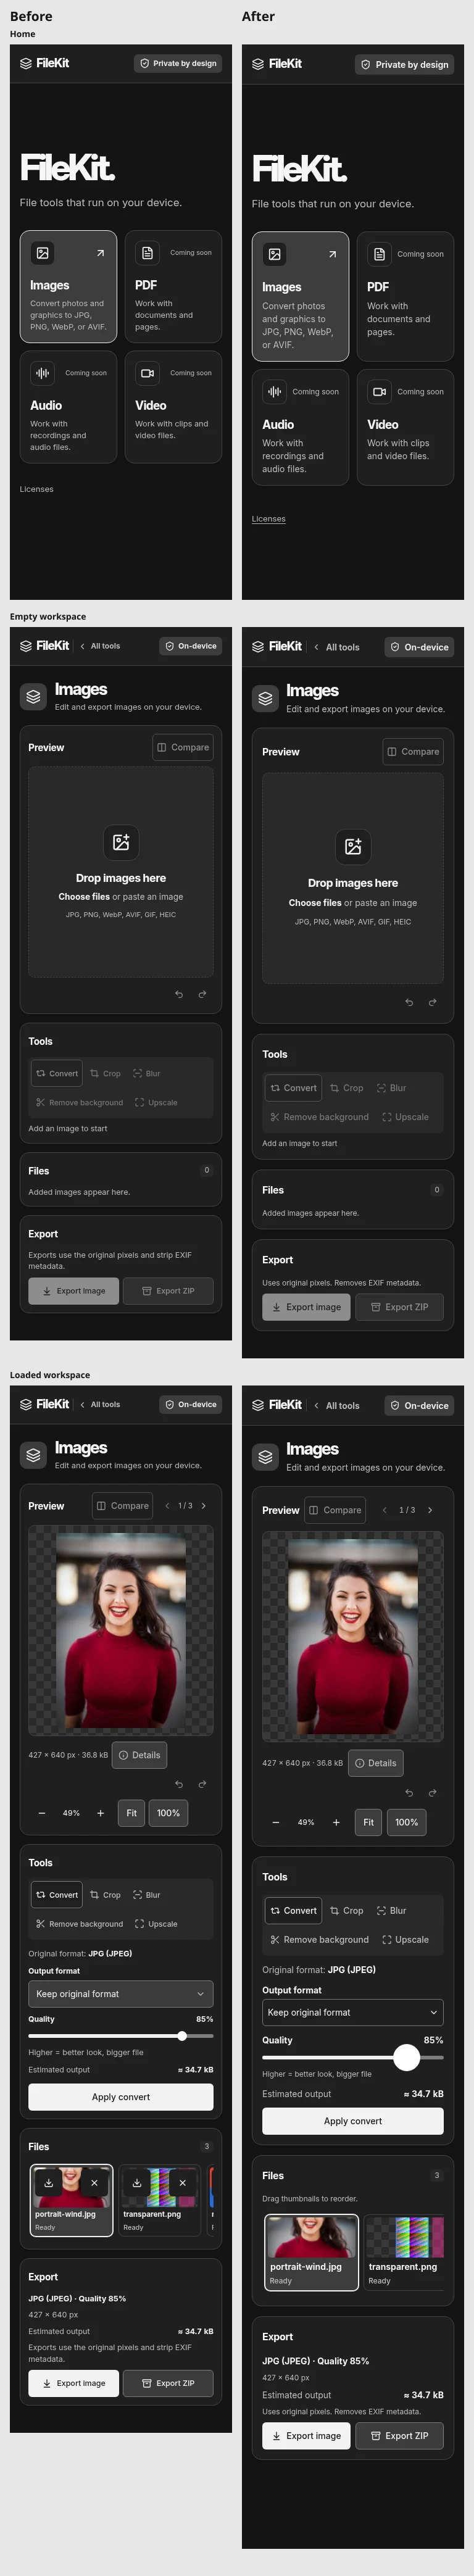 Before
Home
FileKit
Private by design
FileKit.
File tools that run on your device.
Images
Convert photos and
graphics to JPG,
PNG, WebP, or AVIF.
Coming soon
PDF
Work with
documents and
pages.
Coming soon
Audio
Work with
recordings and
audio files.
Coming soon
Video
Work with clips and
video files.
Licenses
After
FileKit
Private by design
FileKit.
File tools that run on your device.
Images
Convert photos
and graphics to
JPG, PNG, WebP,
or AVIF.
Coming soon
PDF
Work with
documents and
pages.
Coming soon
Audio
Work with
recordings and
audio files.
Coming soon
Video
Work with clips
and video files.
Licenses
Empty workspace
FileKit
All tools
On-device
Images
Edit and export images on your device.
Preview
Compare
Drop images here
Choose files or paste an image
JPG, PNG, WebP, AVIF, GIF, HEIC
Tools
Convert
Crop
Blur
Remove background
Upscale
Add an image to start
Files
0
Added images appear here.
Export
Exports use the original pixels and strip EXIF
metadata.
Export image
Export ZIP
FileKit
All tools
On-device
Images
Edit and export images on your device.
Preview
Compare
Drop images here
Choose files or paste an image
JPG, PNG, WebP, AVIF, GIF, HEIC
Tools
Convert
Crop
Blur
Remove background
Upscale
Add an image to start
Files
0
Added images appear here.
Export
Uses original pixels. Removes EXIF metadata.
Export image
Export ZIP
Loaded workspace
FileKit
All tools
On-device
Images
Edit and export images on your device.
Preview
Compare
1 / 3
427 × 640 px · 36.8 kB
Details
49%
Fit
100%
Tools
Convert
Crop
Blur
Remove background
Upscale
Original format: JPG (JPEG)
Output format
Keep original format
Quality
85%
Higher = better look, bigger file
Estimated output
≈ 34.7 kB
Apply convert
Files
3
portrait-wind.jpg
Ready
transparent.png
Ready
Export
JPG (JPEG) · Quality 85%
427 × 640 px
Estimated output
≈ 34.7 kB
Exports use the original pixels and strip EXIF
metadata.
Export image
Export ZIP
FileKit
All tools
On-device
Images
Edit and export images on your device.
Preview
Compare
1 / 3
427 × 640 px · 36.8 kB
Details
49%
Fit
100%
Tools
Convert
Crop
Blur
Remove background
Upscale
Original format: JPG (JPEG)
Output format
Keep original format
Quality
85%
Higher = better look, bigger file
Estimated output
≈ 34.7 kB
Apply convert
Files
3
Drag thumbnails to reorder.
portrait-wind.jpg
Ready
transparent.png
Ready
Export
JPG (JPEG) · Quality 85%
427 × 640 px
Estimated output
≈ 34.7 kB
Uses original pixels. Removes EXIF metadata.
Export image
Export ZIP